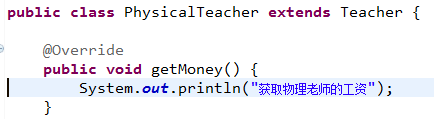 public class PhysicalTeacher extends Teacher {
@Override
public void getMoney() {
System.out.println("获取物理老师的工资");
}